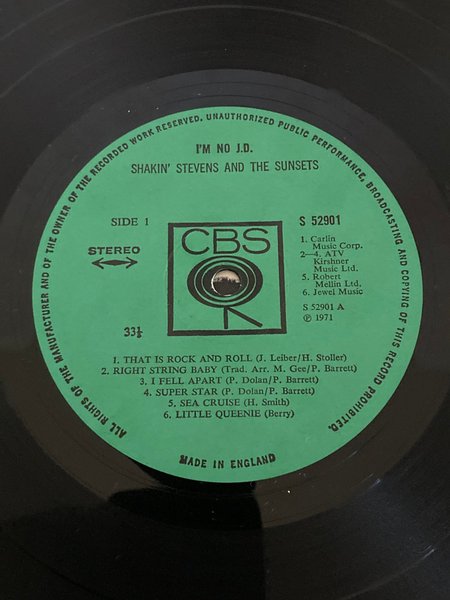 ALL RIGHTS OF THE MANUFACTURER AND OF THE OWNER OF THE RECORDED WORK RESERVED. UNAUTHORIZED PUBLIC PERFORMANCE, BROADCASTING AND COPYING OF THIS RECORD PROHIBITED.
I'M NO J.D.
SHAKIN' STEVENS AND THE SUNSETS
SIDE 1
S 52901
STEREO
CBS
1. Carlin
Music Corp.
2—4. ATV
Kirshner
Music Ltd.
5. Robert
Mellin Ltd.
6. Jewel Music
S 52901 A
℗ 1971
33⅓
1. THAT IS ROCK AND ROLL (J. Leiber/H. Stoller)
2. RIGHT STRING BABY (Trad. Arr. M. Gee/P. Barrett)
3. I FELL APART (P. Dolan/P. Barrett)
4. SUPER STAR (P. Dolan/P. Barrett)
5. SEA CRUISE (H. Smith)
6. LITTLE QUEENIE (Berry)
MADE IN ENGLAND